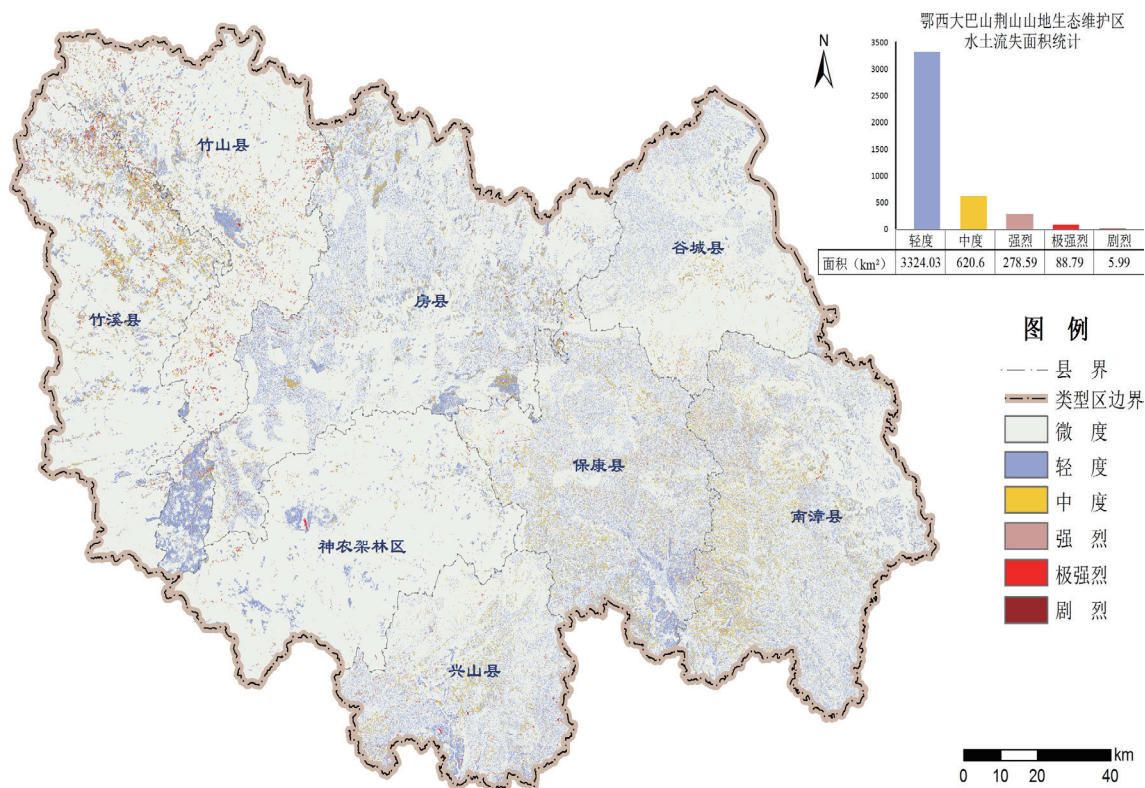 鄂西大巴山荆山山地生态维护区
水土流失面积统计
3500
3000
2500
2000
1500
1000
500
0
轻度 中度 强烈 极强烈 剧烈
面积（km²） 3324.03 620.6 278.59 88.79 5.99
N
竹山县
谷城县
房县
竹溪县
保康县
南漳县
神农架林区
兴山县
图 例
县 界
类型区边界
微 度
轻 度
中 度
强 烈
极强烈
剧 烈
km
0 10 20 40